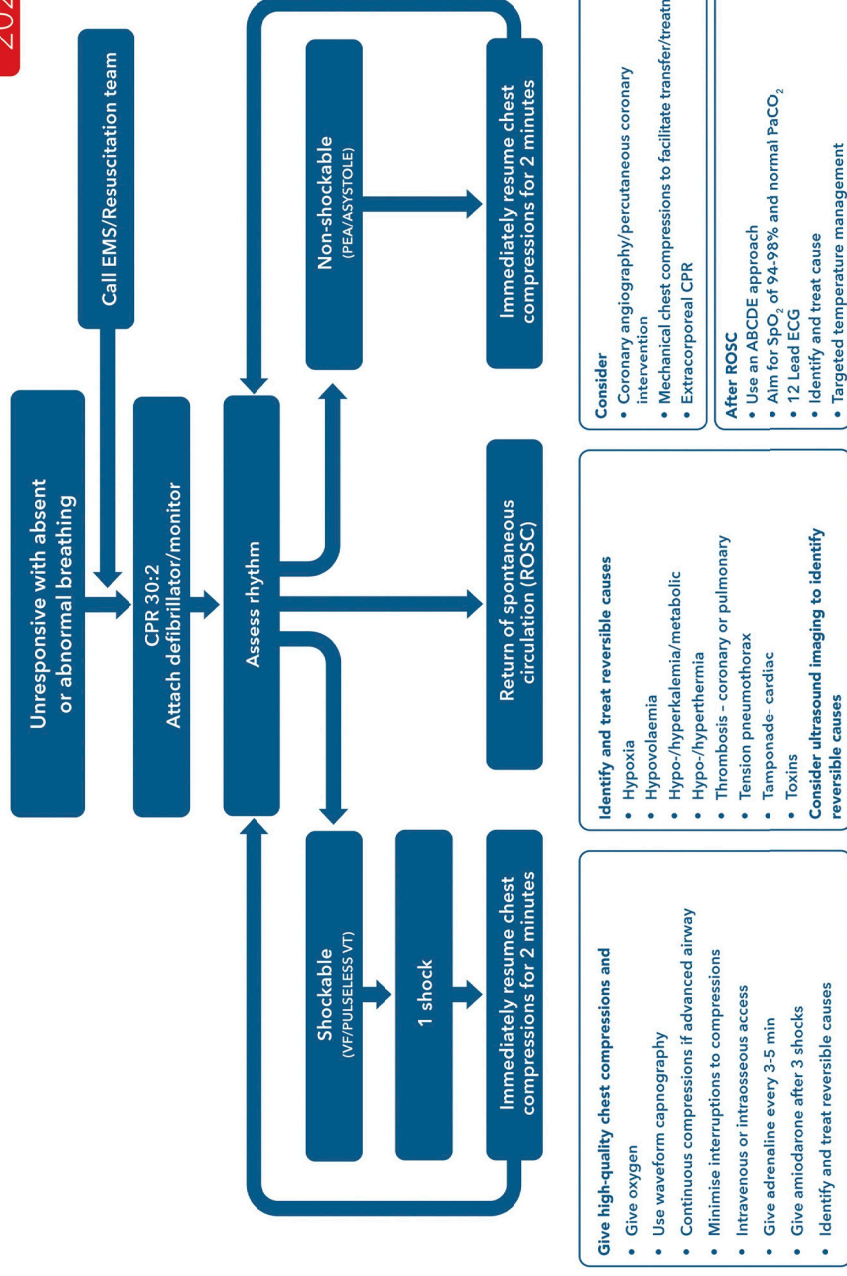 202
Unresponsive with absent
or abnormal breathing
Call EMS/Resuscitation team
CPR 30:2
Attach defibrillator/monitor
Assess rhythm
Shockable
(VF/PULSELESS VT)
Non-shockable
(PEA/ASYSTOLE)
1 shock
Immediately resume chest
compressions for 2 minutes
Return of spontaneous
circulation (ROSC)
Immediately resume chest
compressions for 2 minutes
Give high-quality chest compressions and
• Give oxygen
• Use waveform capnography
• Continuous compressions if advanced airway
• Minimise interruptions to compressions
• Intravenous or intraosseous access
• Give adrenaline every 3-5 min
• Give amiodarone after 3 shocks
• Identify and treat reversible causes
Identify and treat reversible causes
• Hypoxia
• Hypovolaemia
• Hypo-/hyperkalemia/metabolic
• Hypo-/hyperthermia
• Thrombosis – coronary or pulmonary
• Tension pneumothorax
• Tamponade- cardiac
• Toxins
Consider ultrasound imaging to identify
reversible causes
Consider
• Coronary angiography/percutaneous coronary
intervention
• Mechanical chest compressions to facilitate transfer/treatn
• Extracorporeal CPR
After ROSC
• Use an ABCDE approach
• Aim for SpO₂ of 94-98% and normal PaCO₂
• 12 Lead ECG
• Identify and treat cause
• Targeted temperature management